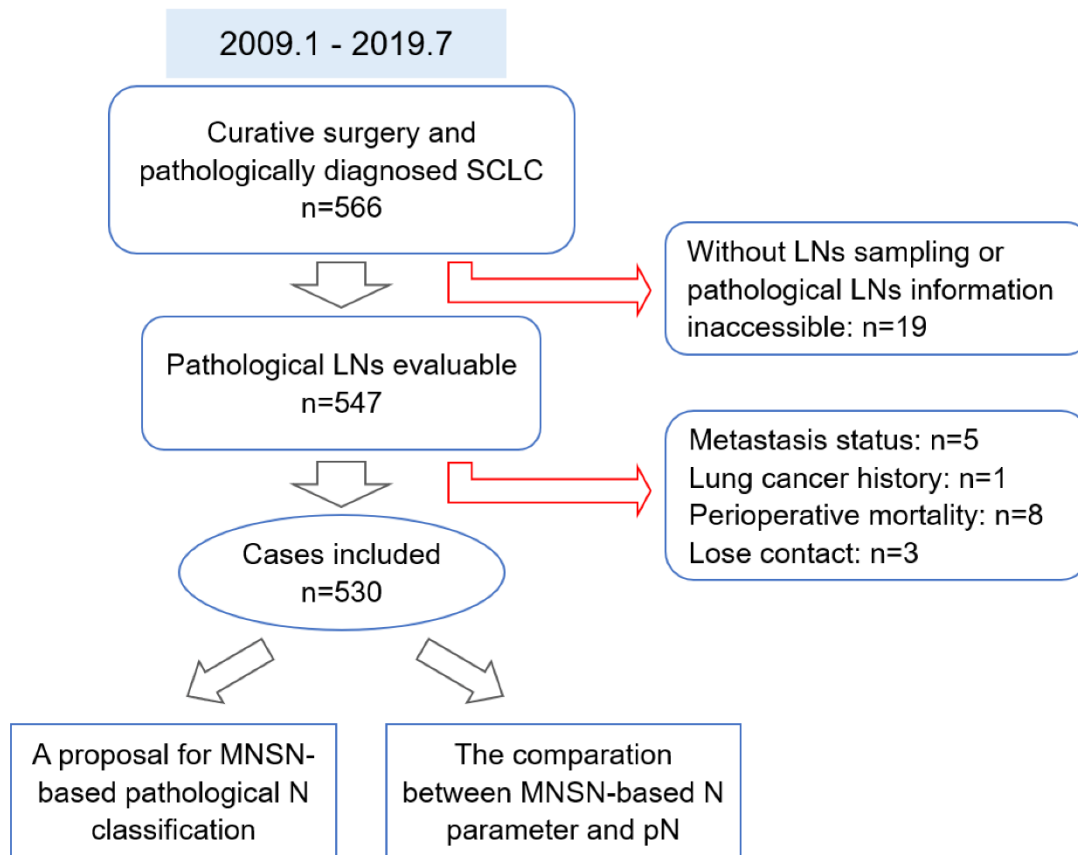 2009.1 - 2019.7
Curative surgery and
pathologically diagnosed SCLC
n=566
Without LNs sampling or
pathological LNs information
inaccessible: n=19
Pathological LNs evaluable
n=547
Metastasis status: n=5
Lung cancer history: n=1
Perioperative mortality: n=8
Lose contact: n=3
Cases included
n=530
A proposal for MNSN-
based pathological N
classification
The comparation
between MNSN-based N
parameter and pN